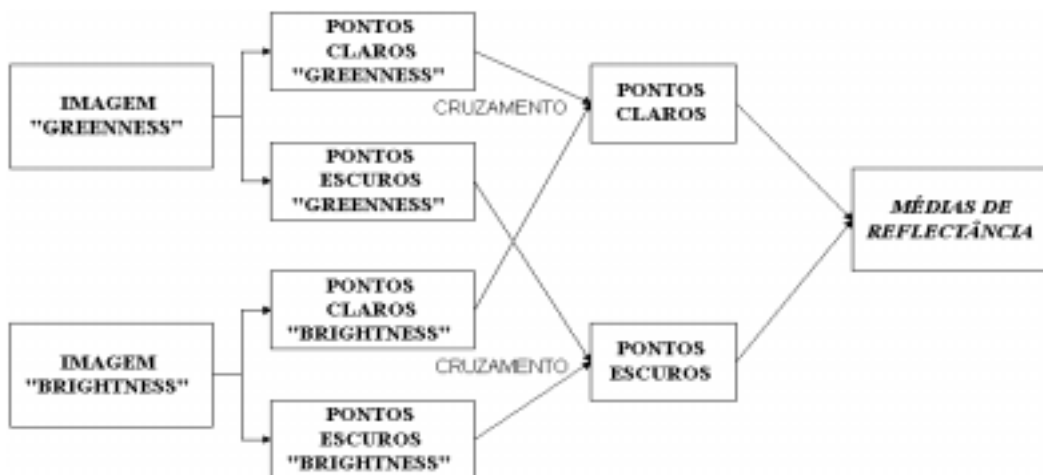 IMAGEM
"GREENNESS"
PONTOS
CLAROS
"GREENNESS"
PONTOS
ESCUROS
"GREENNESS"
CRUZAMENTO
PONTOS
CLAROS
MÉDIAS DE
REFLECTÂNCIA
IMAGEM
"BRIGHTNESS"
PONTOS
CLAROS
"BRIGHTNESS"
PONTOS
ESCUROS
"BRIGHTNESS"
CRUZAMENTO
PONTOS
ESCUROS